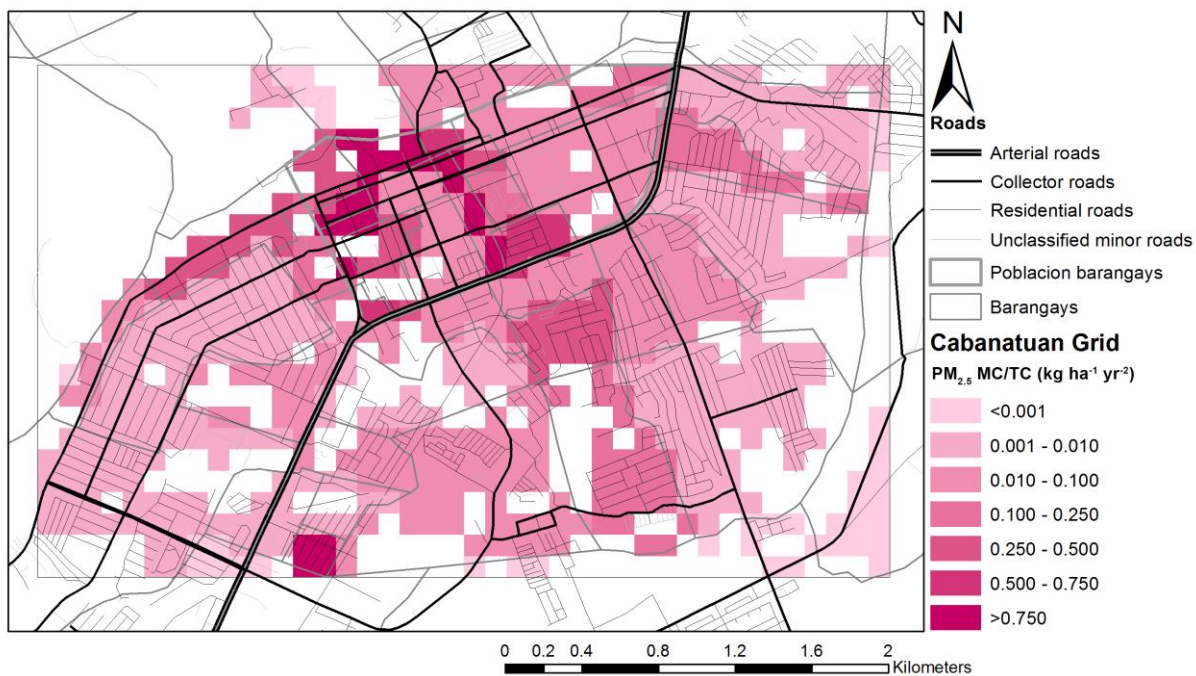 N
Roads
Arterial roads
Collector roads
Residential roads
Unclassified minor roads
Poblacion barangays
Barangays
Cabanatuan Grid
PM₂.₅ MC/TC (kg ha⁻¹ yr⁻²)
<0.001
0.001 - 0.010
0.010 - 0.100
0.100 - 0.250
0.250 - 0.500
0.500 - 0.750
>0.750
0 0.2 0.4 0.8 1.2 1.6 2
Kilometers